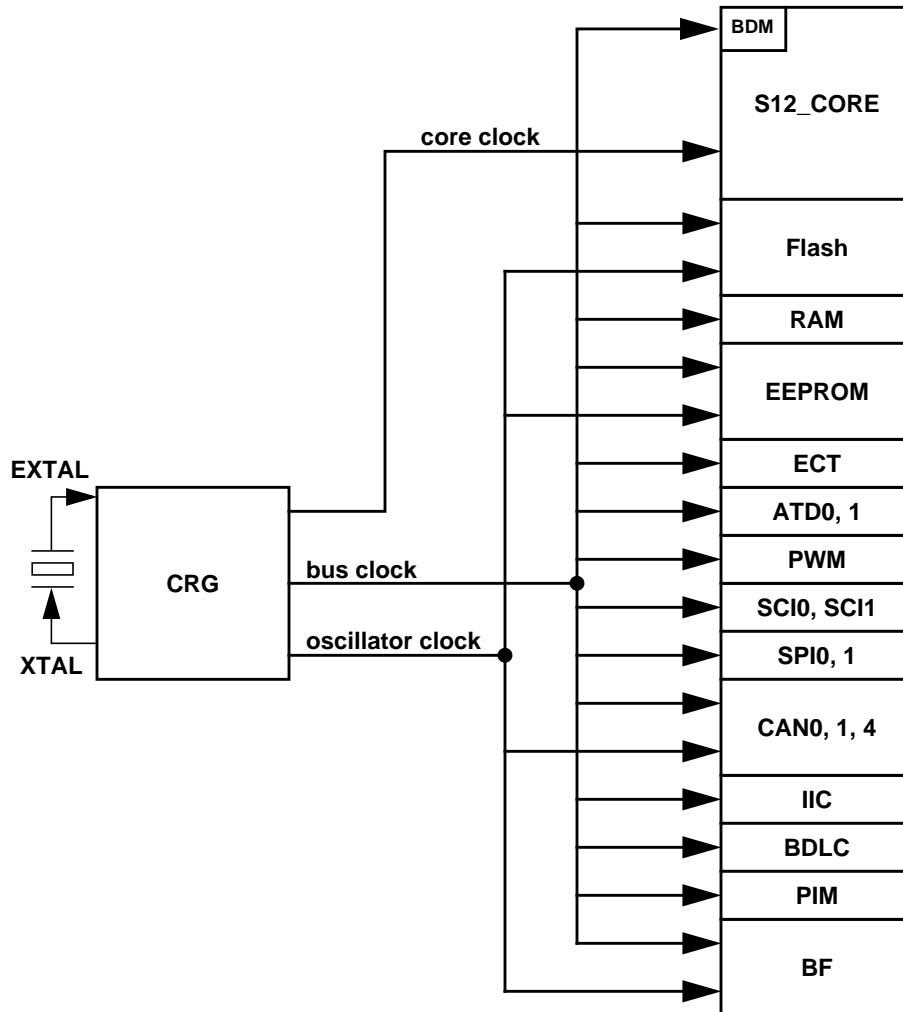 BDM
S12_CORE
core clock
Flash
RAM
EEPROM
ECT
EXTAL
ATD0, 1
PWM
CRG
bus clock
SCI0, SCI1
oscillator clock
XTAL
SPI0, 1
CAN0, 1, 4
IIC
BDLC
PIM
BF